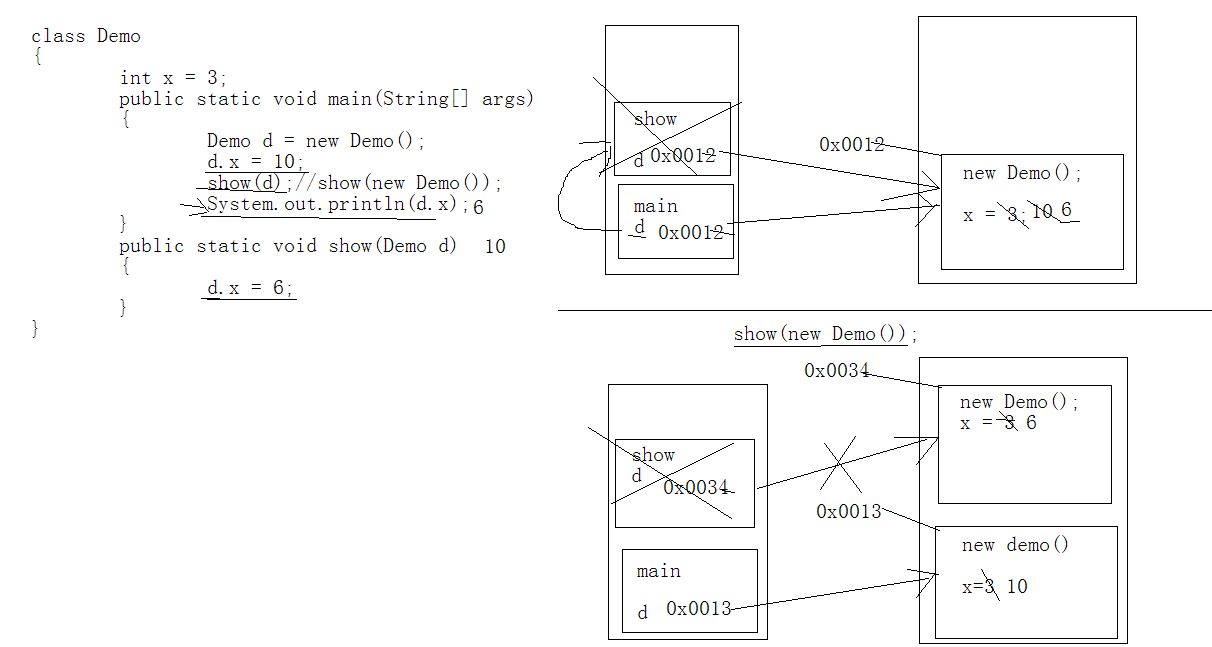 class Demo
{
int x = 3;
public static void main(String[] args)
{
Demo d = new Demo();
d.x = 10;
show(d);//show(new Demo());
System.out.println(d.x);6
}
public static void show(Demo d) 10
{
d.x = 6;
}
}
show
d 0x0012
main
d 0x0012
0x0012
new Demo();
x = 3; 10 6
show(new Demo());
show
d 0x0034
main
d 0x0013
0x0034
new Demo();
x = 3 6
0x0013
new demo()
x=3 10